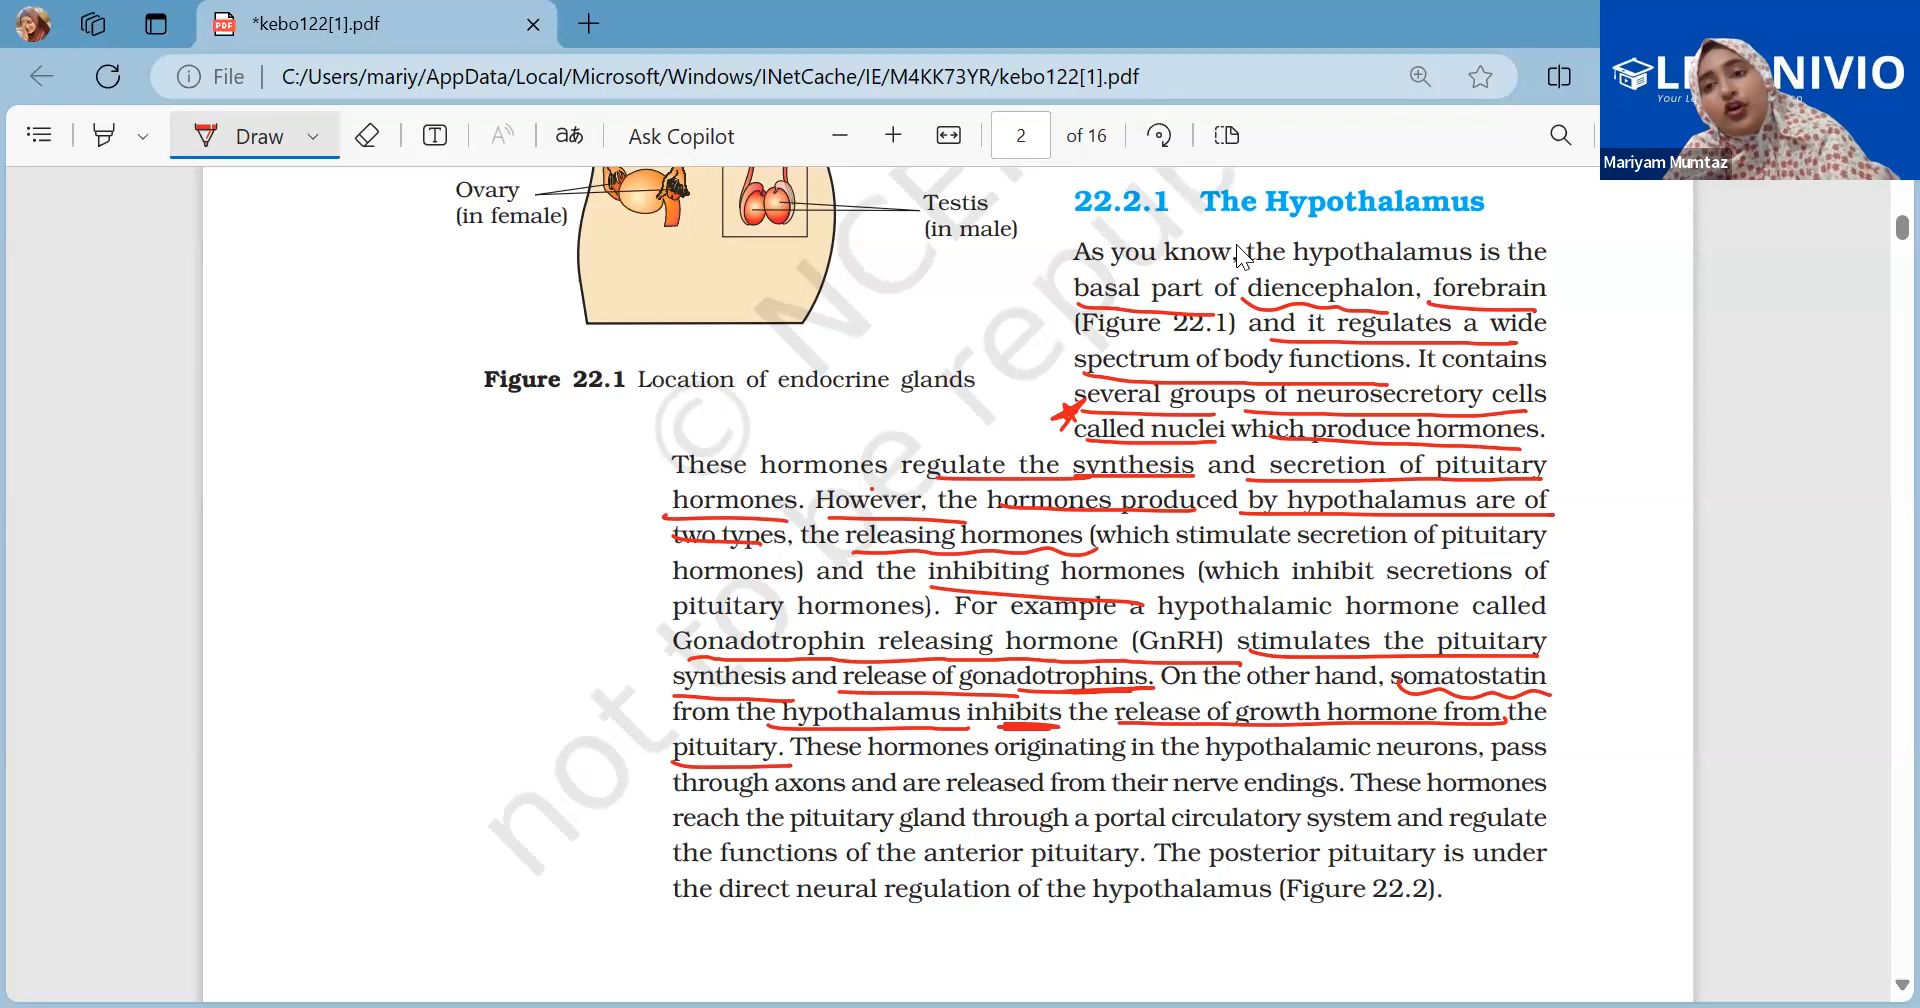 *kebo122[1].pdf
File
C:/Users/mariy/AppData/Local/Microsoft/Windows/INetCache/IE/M4KK73YR/kebo122[1].pdf
Draw
Ask Copilot
2 of 16
NIVIO
Your
Mariyam Mumtaz
Ovary
(in female)
Testis
(in male)
Figure 22.1 Location of endocrine glands
22.2.1 The Hypothalamus
As you know, the hypothalamus is the
basal part of diencephalon, forebrain
(Figure 22.1) and it regulates a wide
spectrum of body functions. It contains
several groups of neurosecretory cells
called nuclei which produce hormones.
These hormones regulate the synthesis and secretion of pituitary
hormones. However, the hormones produced by hypothalamus are of
two types, the releasing hormones (which stimulate secretion of pituitary
hormones) and the inhibiting hormones (which inhibit secretions of
pituitary hormones). For example a hypothalamic hormone called
Gonadotrophin releasing hormone (GnRH) stimulates the pituitary
synthesis and release of gonadotrophins. On the other hand, somatostatin
from the hypothalamus inhibits the release of growth hormone from the
pituitary. These hormones originating in the hypothalamic neurons, pass
through axons and are released from their nerve endings. These hormones
reach the pituitary gland through a portal circulatory system and regulate
the functions of the anterior pituitary. The posterior pituitary is under
the direct neural regulation of the hypothalamus (Figure 22.2).
not to be repub